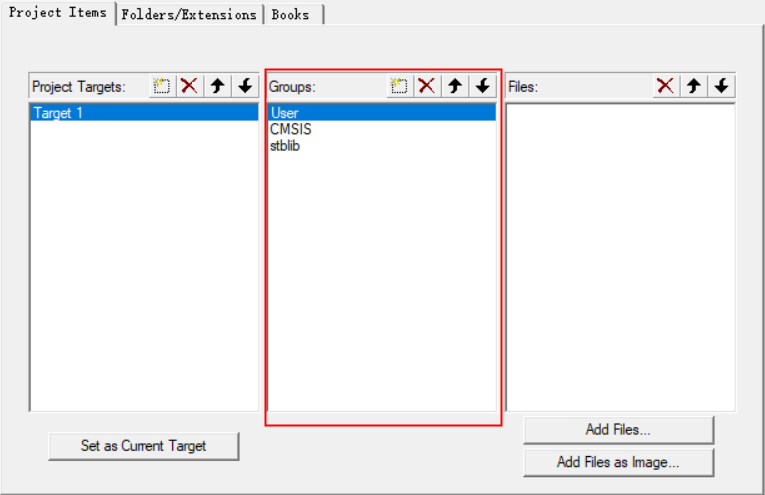 Project Items Folders/Extensions Books
Project Targets: Groups: Files:
Target 1
User
CMSIS
stblib
Set as Current Target
Add Files...
Add Files as Image...